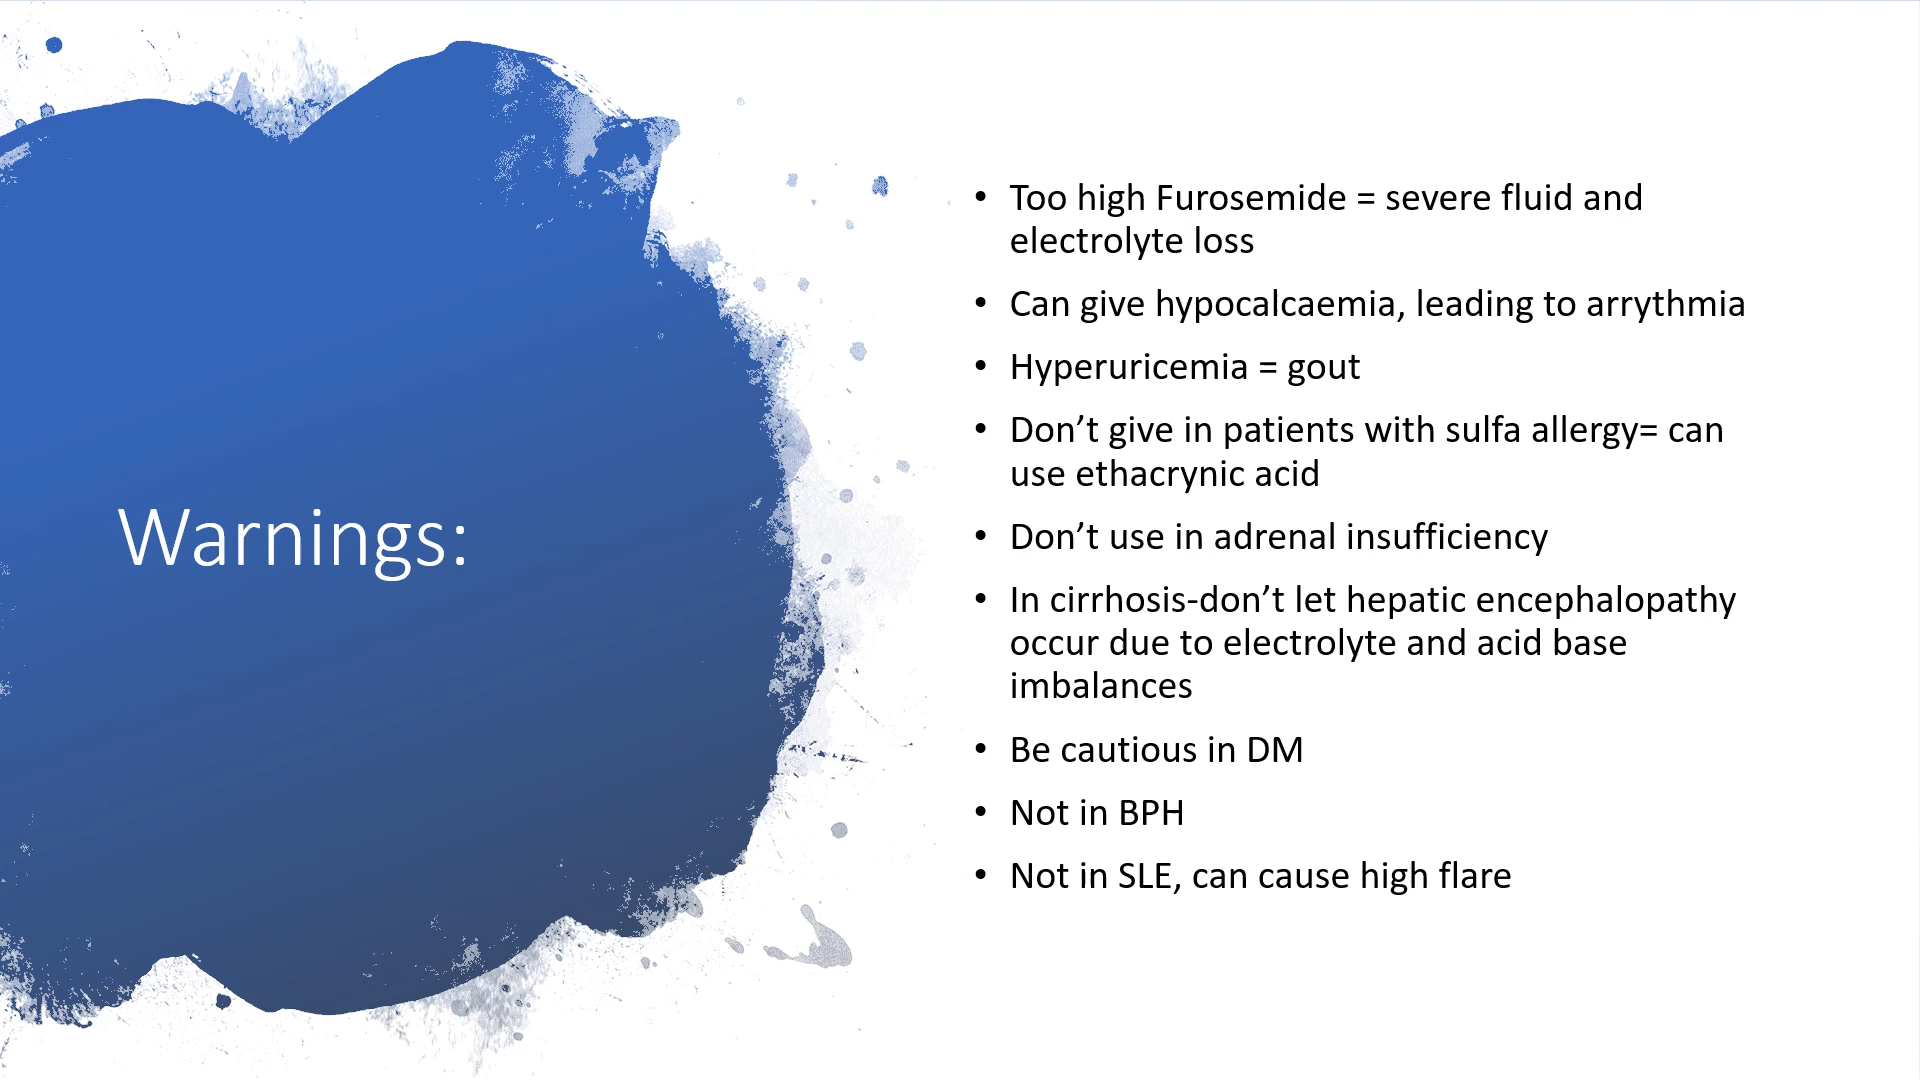 Warnings:
• Too high Furosemide = severe fluid and
electrolyte loss
• Can give hypocalcaemia, leading to arrythmia
• Hyperuricemia = gout
• Don’t give in patients with sulfa allergy= can
use ethacrynic acid
• Don’t use in adrenal insufficiency
• In cirrhosis-don’t let hepatic encephalopathy
occur due to electrolyte and acid base
imbalances
• Be cautious in DM
• Not in BPH
• Not in SLE, can cause high flare